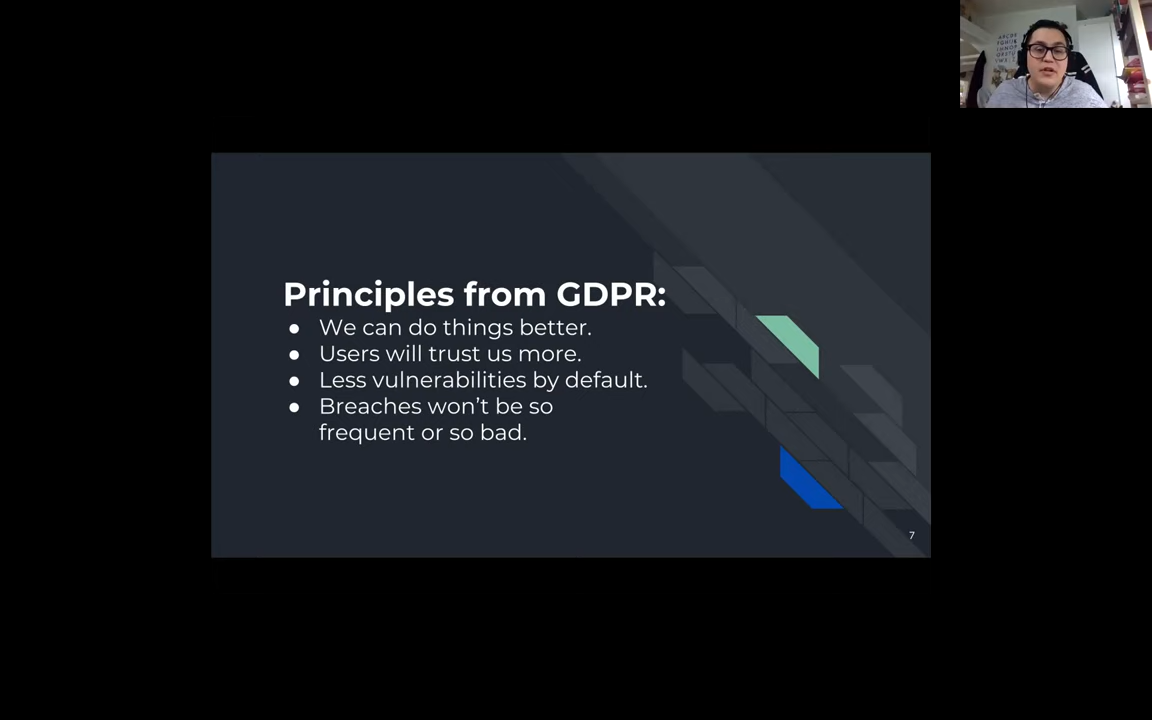 ABCDE
Principles from GDPR:
● We can do things better.
● Users will trust us more.
● Less vulnerabilities by default.
● Breaches won't be so
frequent or so bad.
7